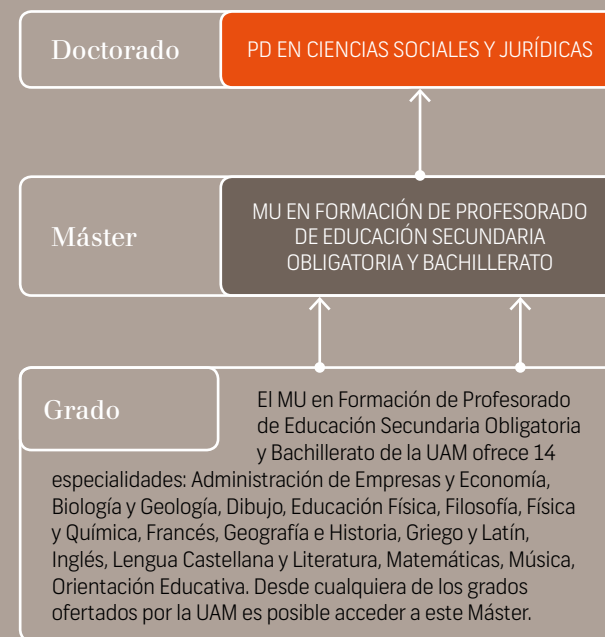 Doctorado
PD EN CIENCIAS SOCIALES Y JURÍDICAS
Máster
MU EN FORMACIÓN DE PROFESORADO
DE EDUCACIÓN SECUNDARIA
OBLIGATORIA Y BACHILLERATO
Grado
El MU en Formación de Profesorado
de Educación Secundaria Obligatoria
y Bachillerato de la UAM ofrece 14
especialidades: Administración de Empresas y Economía,
Biología y Geología, Dibujo, Educación Física, Filosofía, Física
y Química, Francés, Geografía e Historia, Griego y Latín,
Inglés, Lengua Castellana y Literatura, Matemáticas, Música,
Orientación Educativa. Desde cualquiera de los grados
ofertados por la UAM es posible acceder a este Máster.